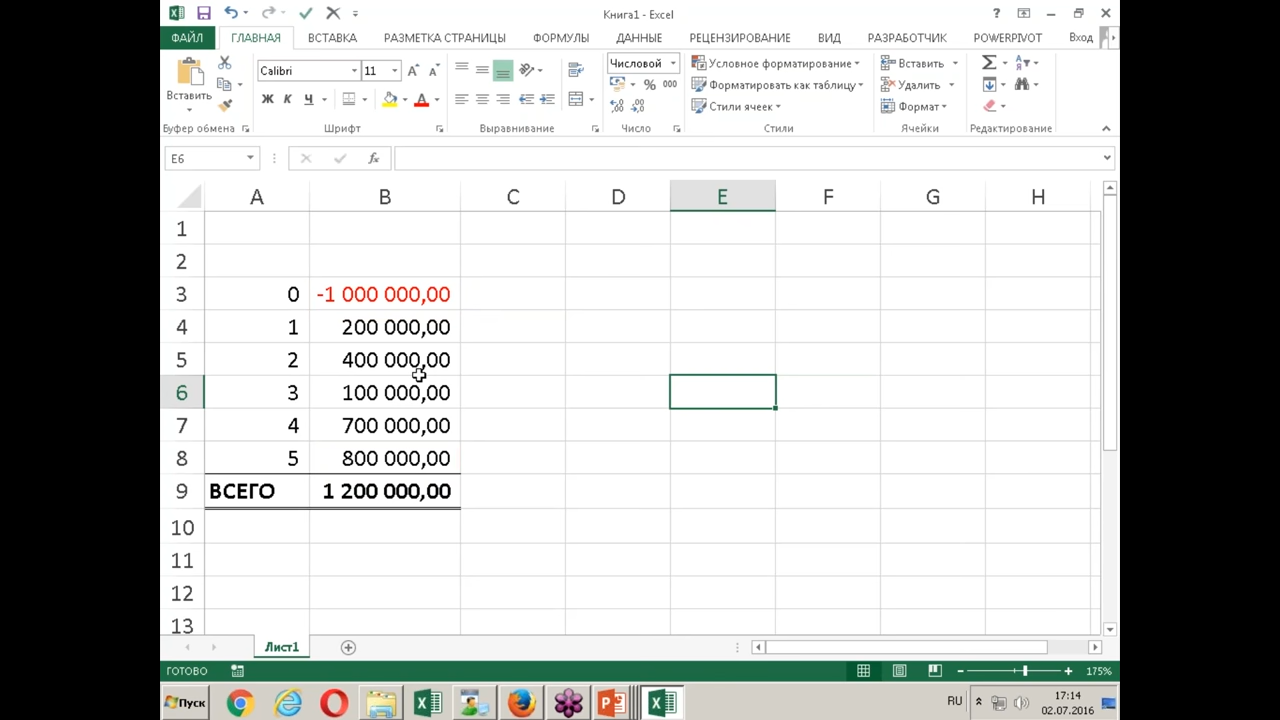 Книга1 - Excel
ФАЙЛ ГЛАВНАЯ ВСТАВКА РАЗМЕТКА СТРАНИЦЫ ФОРМУЛЫ ДАННЫЕ РЕЦЕНЗИРОВАНИЕ ВИД РАЗРАБОТЧИК POWERPIVOT Вход
Вставить
Calibri 11
Ж К Ч
Числовой
% 000
Условное форматирование
Форматировать как таблицу
Стили ячеек
Вставить
Удалить
Формат
Буфер обмена Шрифт Выравнивание Число Стили Ячейки Редактирование
E6 fx
A B C D E F G H
1
2
3 0 -1 000 000,00
4 1 200 000,00
5 2 400 000,00
6 3 100 000,00
7 4 700 000,00
8 5 800 000,00
9 ВСЕГО 1 200 000,00
10
11
12
13
Лист1
ГОТОВО 175%
Пуск RU 17:14
02.07.2016